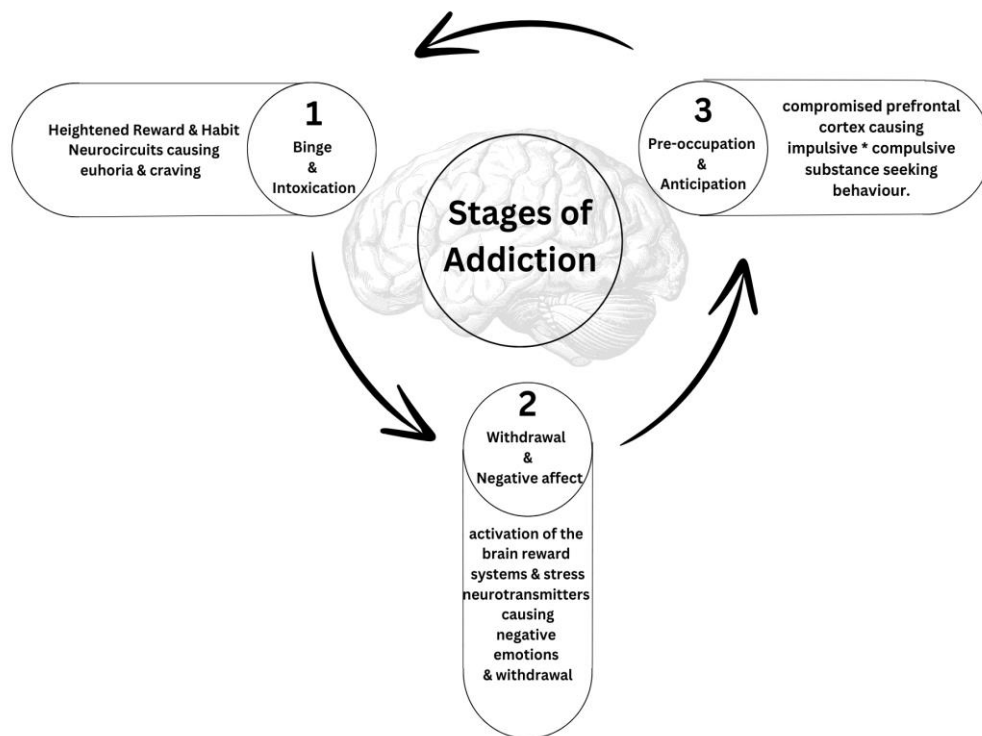 1
Binge
&
Intoxication
Heightened Reward & Habit
Neurocircuits causing
euhoria & craving
Stages of
Addiction
3
Pre-occupation
&
Anticipation
compromised prefrontal
cortex causing
impulsive * compulsive
substance seeking
behaviour.
2
Withdrawal
&
Negative affect
activation of the
brain reward
systems & stress
neurotransmitters
causing
negative
emotions
& withdrawal